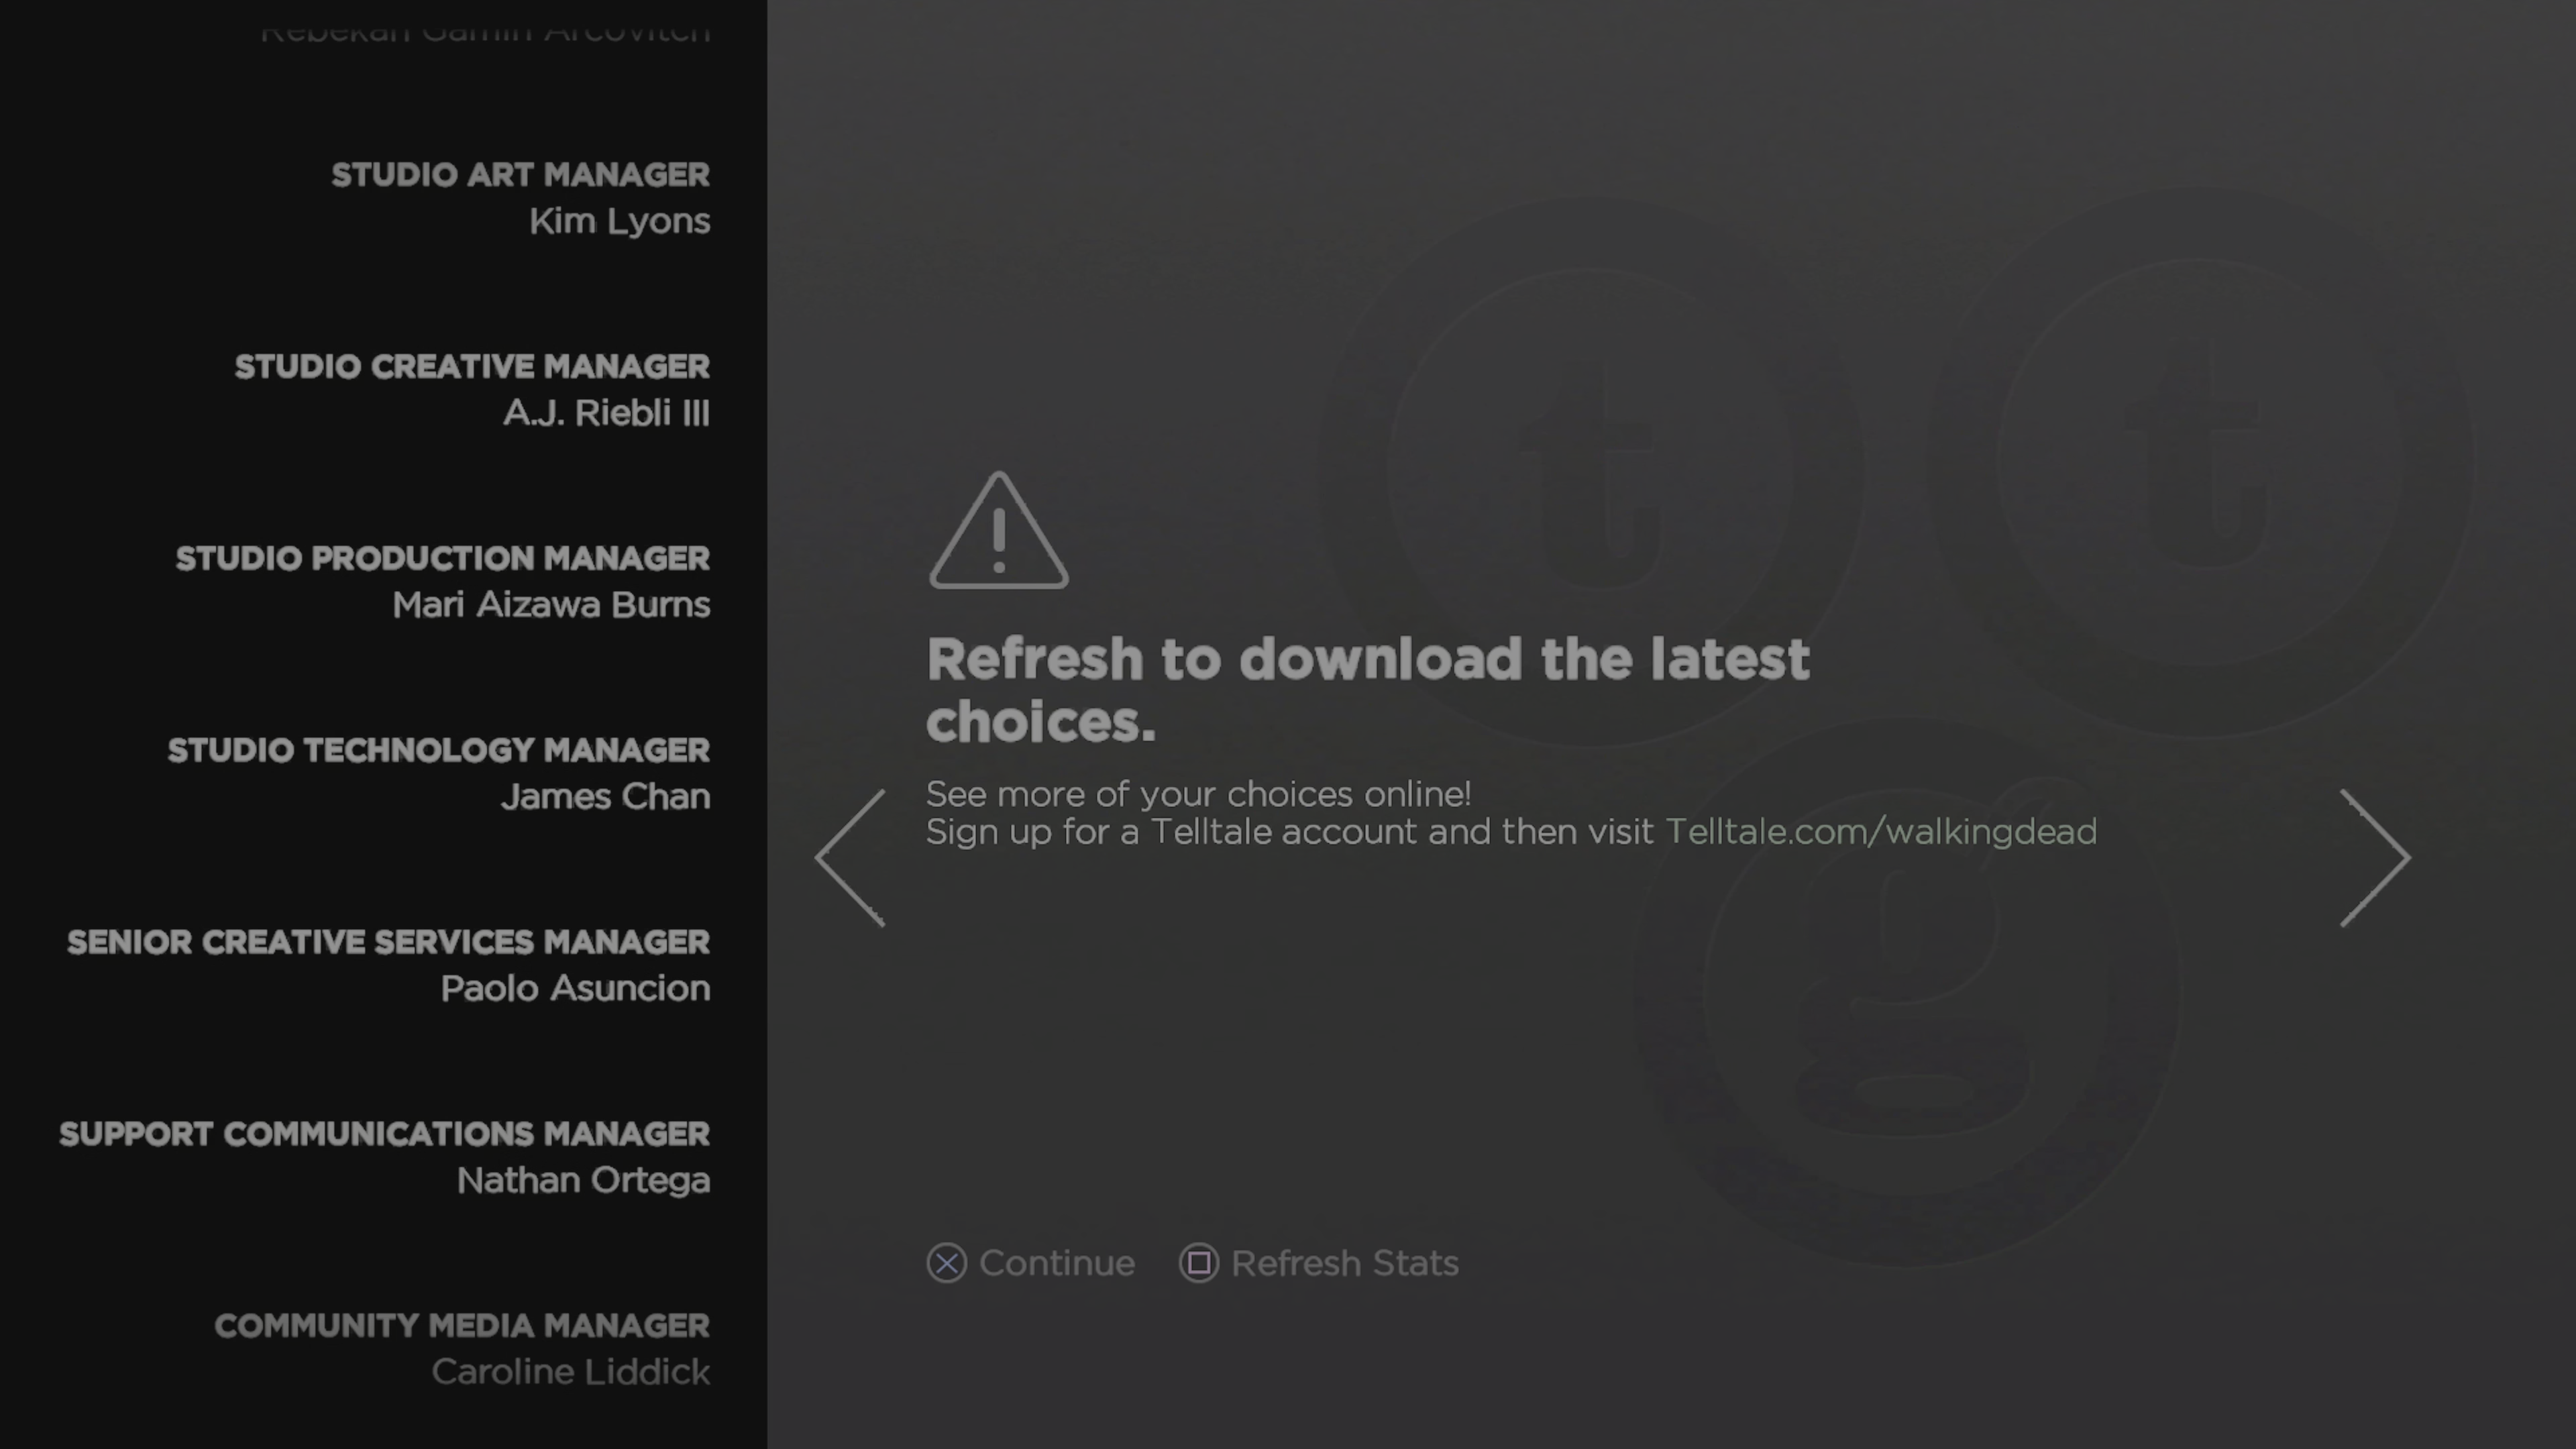 Rebekah Gamin Arcovitch
STUDIO ART MANAGER
Kim Lyons
STUDIO CREATIVE MANAGER
A.J. Riebli III
STUDIO PRODUCTION MANAGER
Mari Aizawa Burns
STUDIO TECHNOLOGY MANAGER
James Chan
SENIOR CREATIVE SERVICES MANAGER
Paolo Asuncion
SUPPORT COMMUNICATIONS MANAGER
Nathan Ortega
COMMUNITY MEDIA MANAGER
Caroline Liddick
t t
g
Refresh to download the latest
choices.
See more of your choices online!
Sign up for a Telltale account and then visit Telltale.com/walkingdead
Continue Refresh Stats